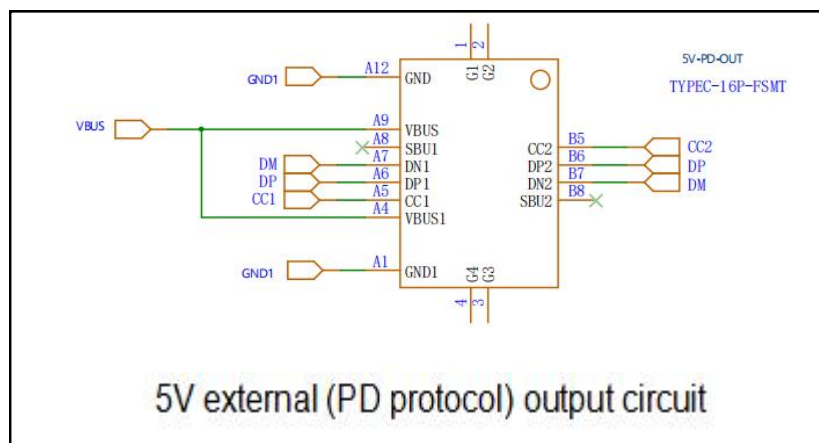 1 2
5V-PD-OUT
TYPEC-16P-FSMT
GND1 A12 GND G1 G2
VBUS A9 VBUS
A8 SBU1 CC2 B5 CC2
DM A7 DN1 DP2 B6 DP
DP A6 DP1 DN2 B7 DM
CC1 A5 CC1 SBU2 B8
A4 VBUS1
GND1 A1 GND1 G4 G3
4 3
5V external (PD protocol) output circuit